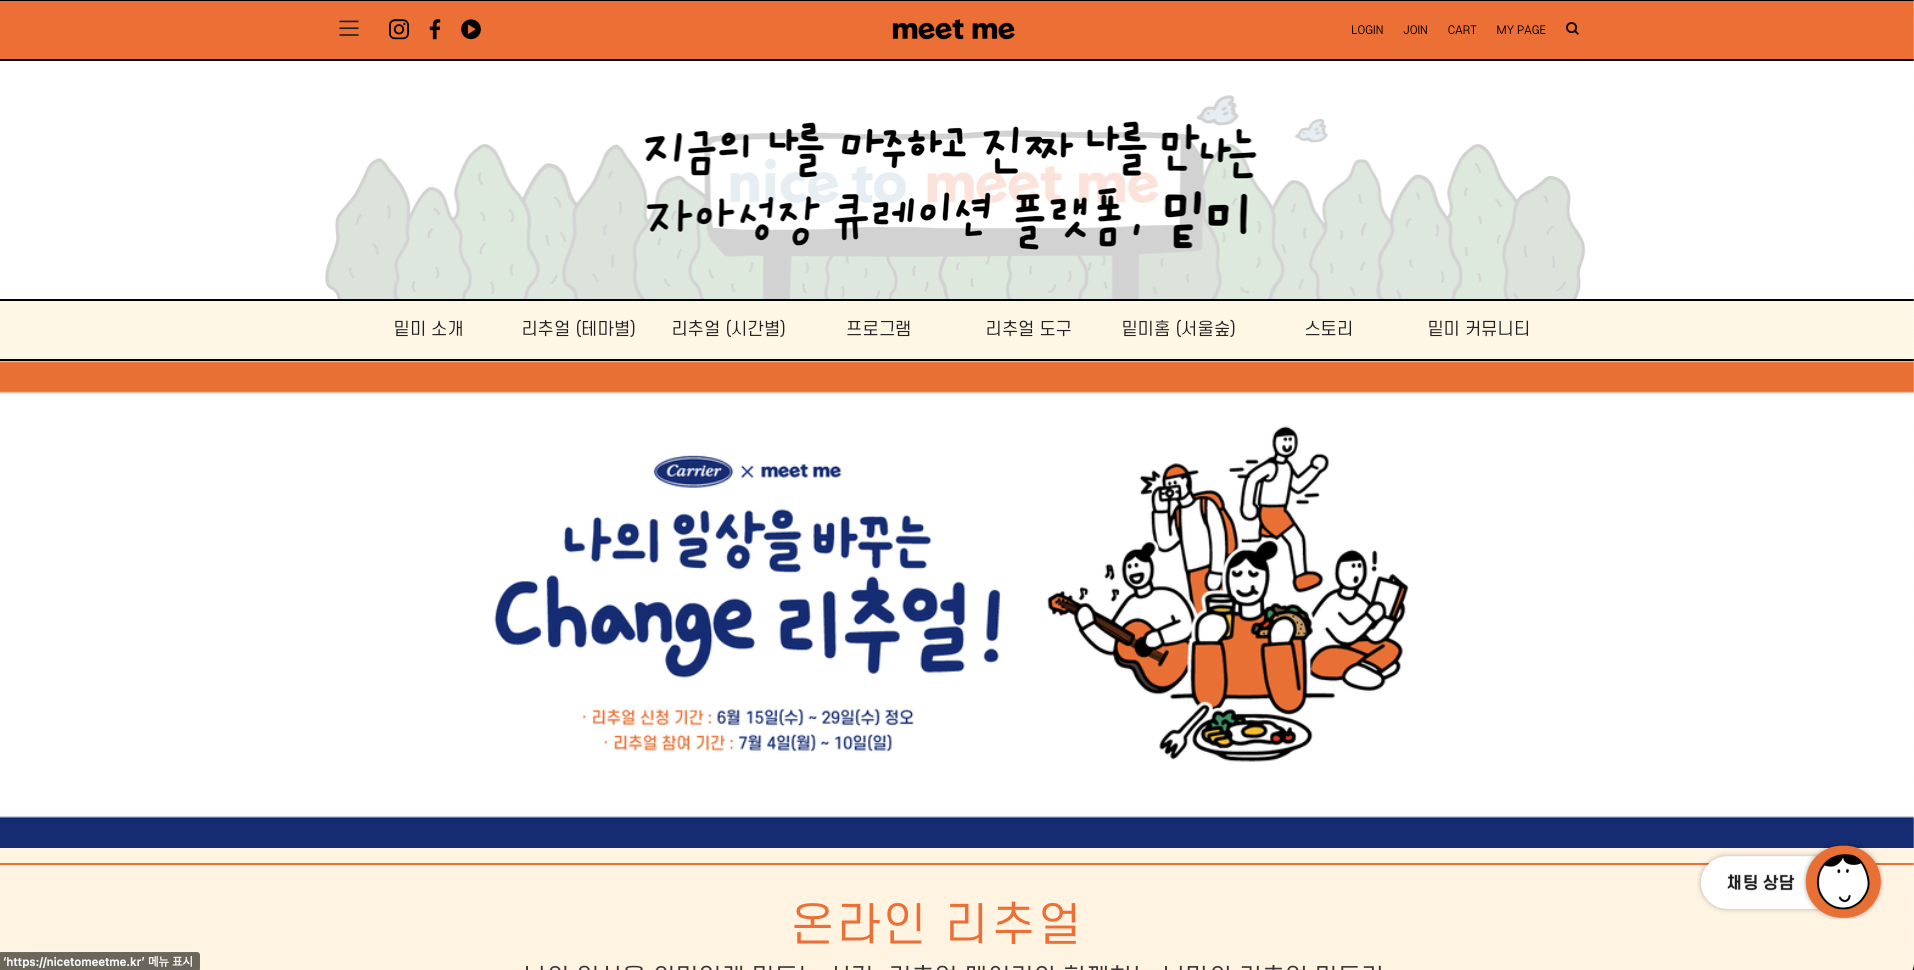 meet me
LOGIN JOIN CART MY PAGE
nice to meet me
지금의 나를 마주하고 진짜 나를 만나는
자아성장 큐레이션 플랫폼, 밑미
밑미 소개 리추얼 (테마별) 리추얼 (시간별) 프로그램 리추얼 도구 밑미홈 (서울숲) 스토리 밑미 커뮤니티
Carrier × meet me
나의 일상을 바꾸는
Change 리추얼!
· 리추얼 신청 기간 : 6월 15일(수) ~ 29일(수) 정오
· 리추얼 참여 기간 : 7월 4일(월) ~ 10일(일)
채팅 상담
온라인 리추얼
'https://nicetomeetme.kr' 메뉴 표시